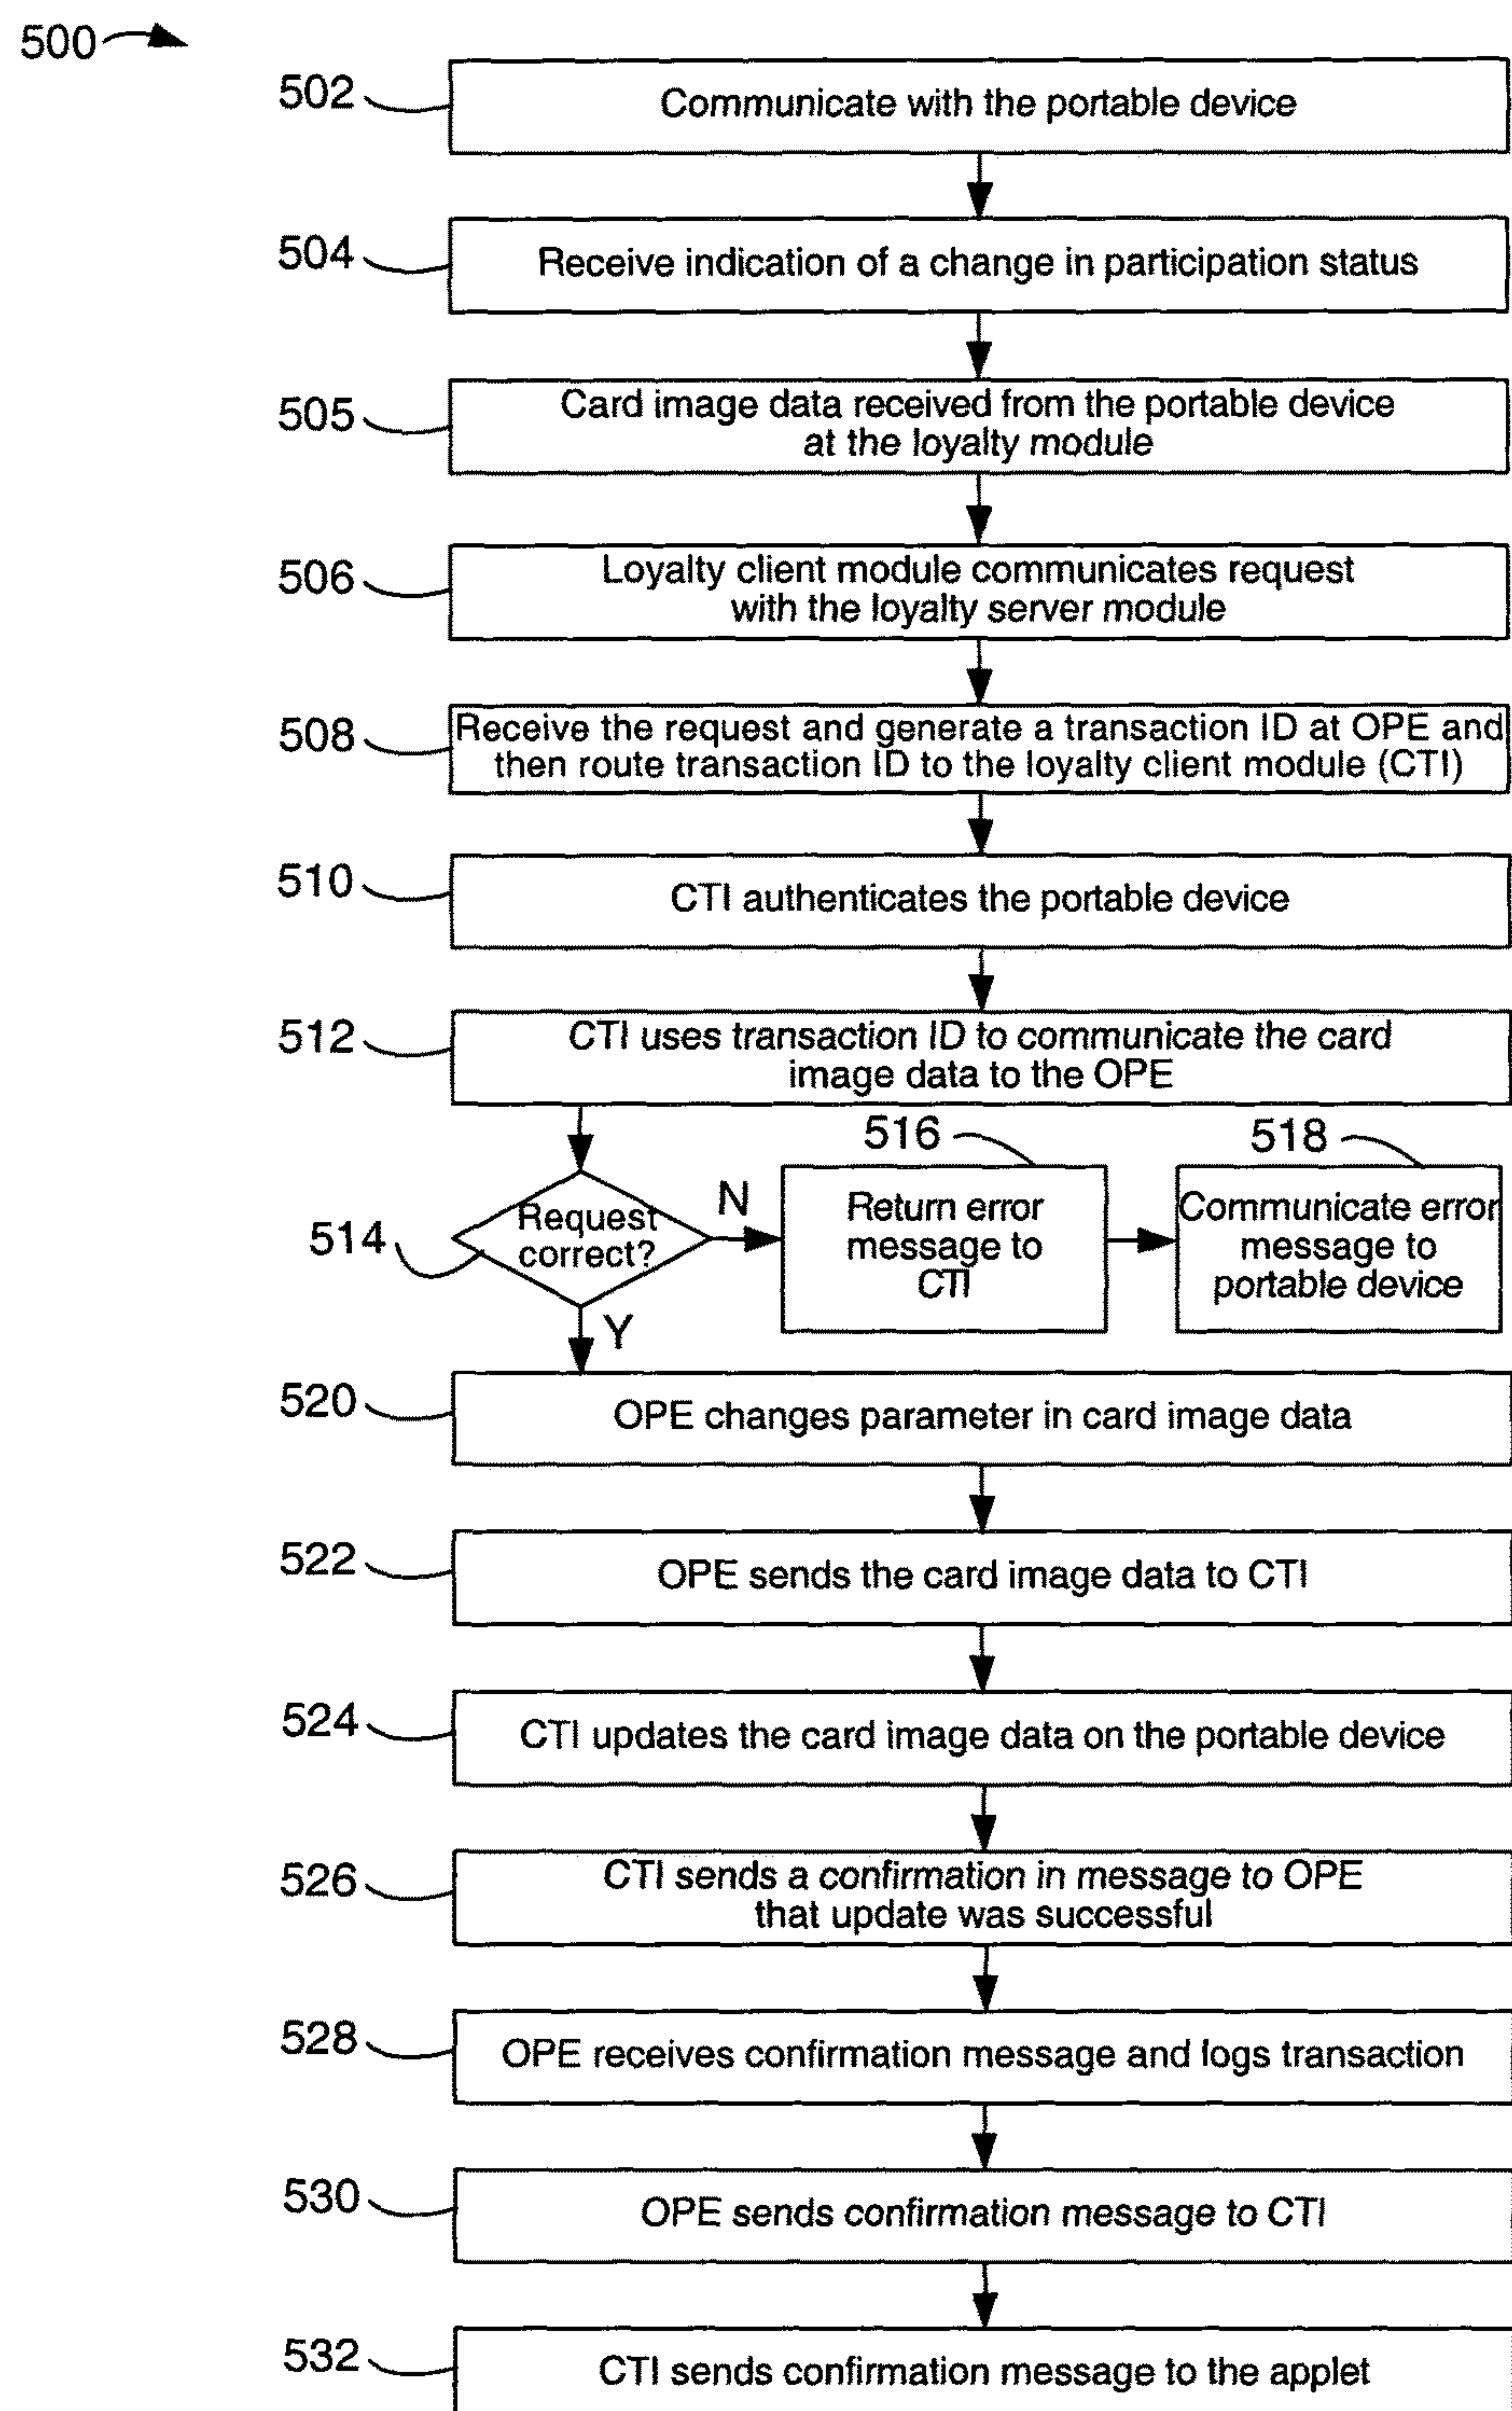 500
502
Communicate with the portable device
504
Receive indication of a change in participation status
505
Card image data received from the portable device
at the loyalty module
506
Loyalty client module communicates request
with the loyalty server module
508
Receive the request and generate a transaction ID at OPE and
then route transaction ID to the loyalty client module (CTI)
510
CTI authenticates the portable device
512
CTI uses transaction ID to communicate the card
image data to the OPE
514
Request
correct?
N
Y
516
Return error
message to
CTI
518
Communicate error
message to
portable device
520
OPE changes parameter in card image data
522
OPE sends the card image data to CTI
524
CTI updates the card image data on the portable device
526
CTI sends a confirmation in message to OPE
that update was successful
528
OPE receives confirmation message and logs transaction
530
OPE sends confirmation message to CTI
532
CTI sends confirmation message to the applet